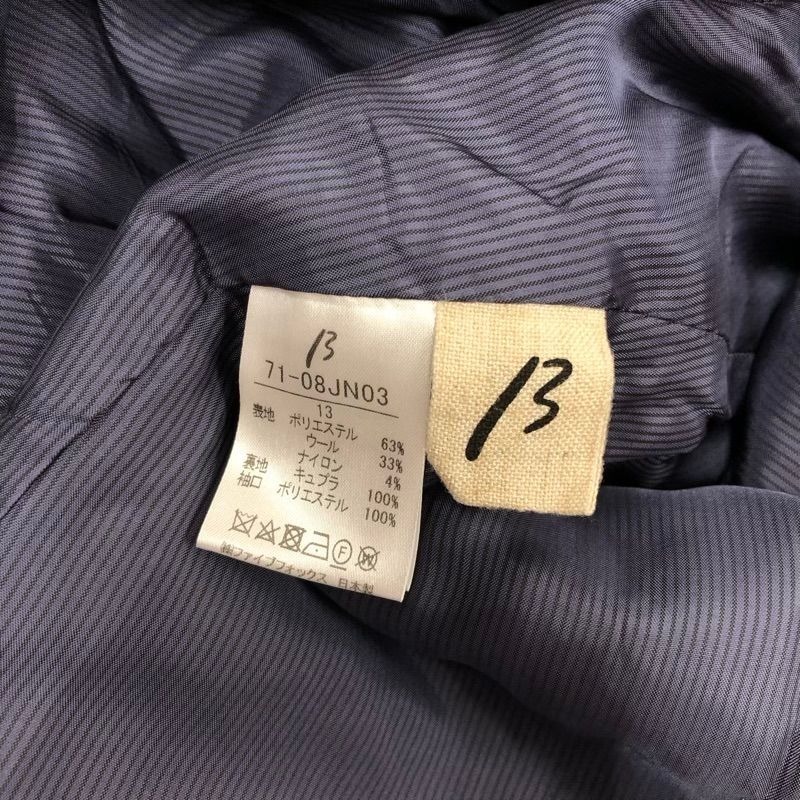 β
71-08JN03
13
表地 ポリエステル 63%
ウール 33%
ナイロン 4%
裏地 キュプラ 100%
袖口 ポリエステル 100%
F
㈱ファイブフォックス 日本製
β